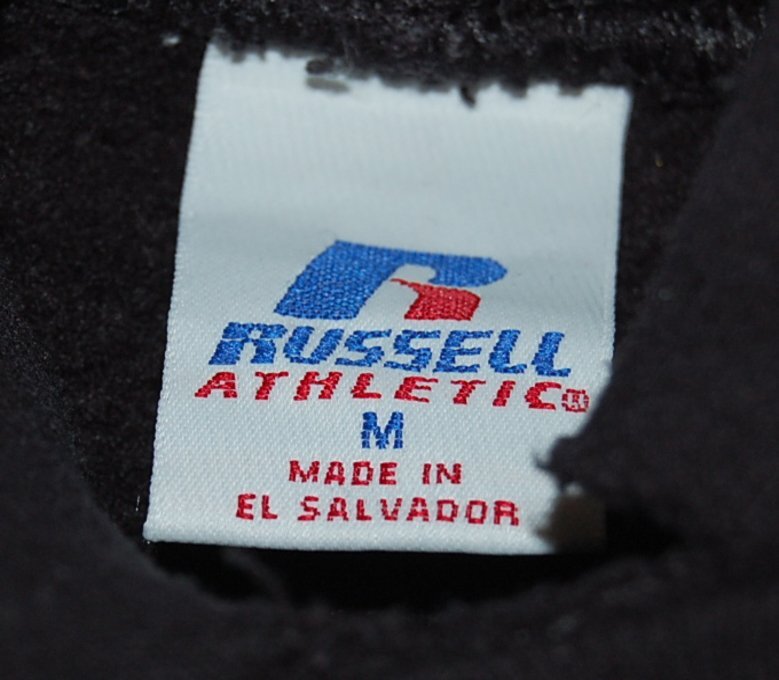 RUSSELL
ATHLETIC®
M
MADE IN
EL SALVADOR